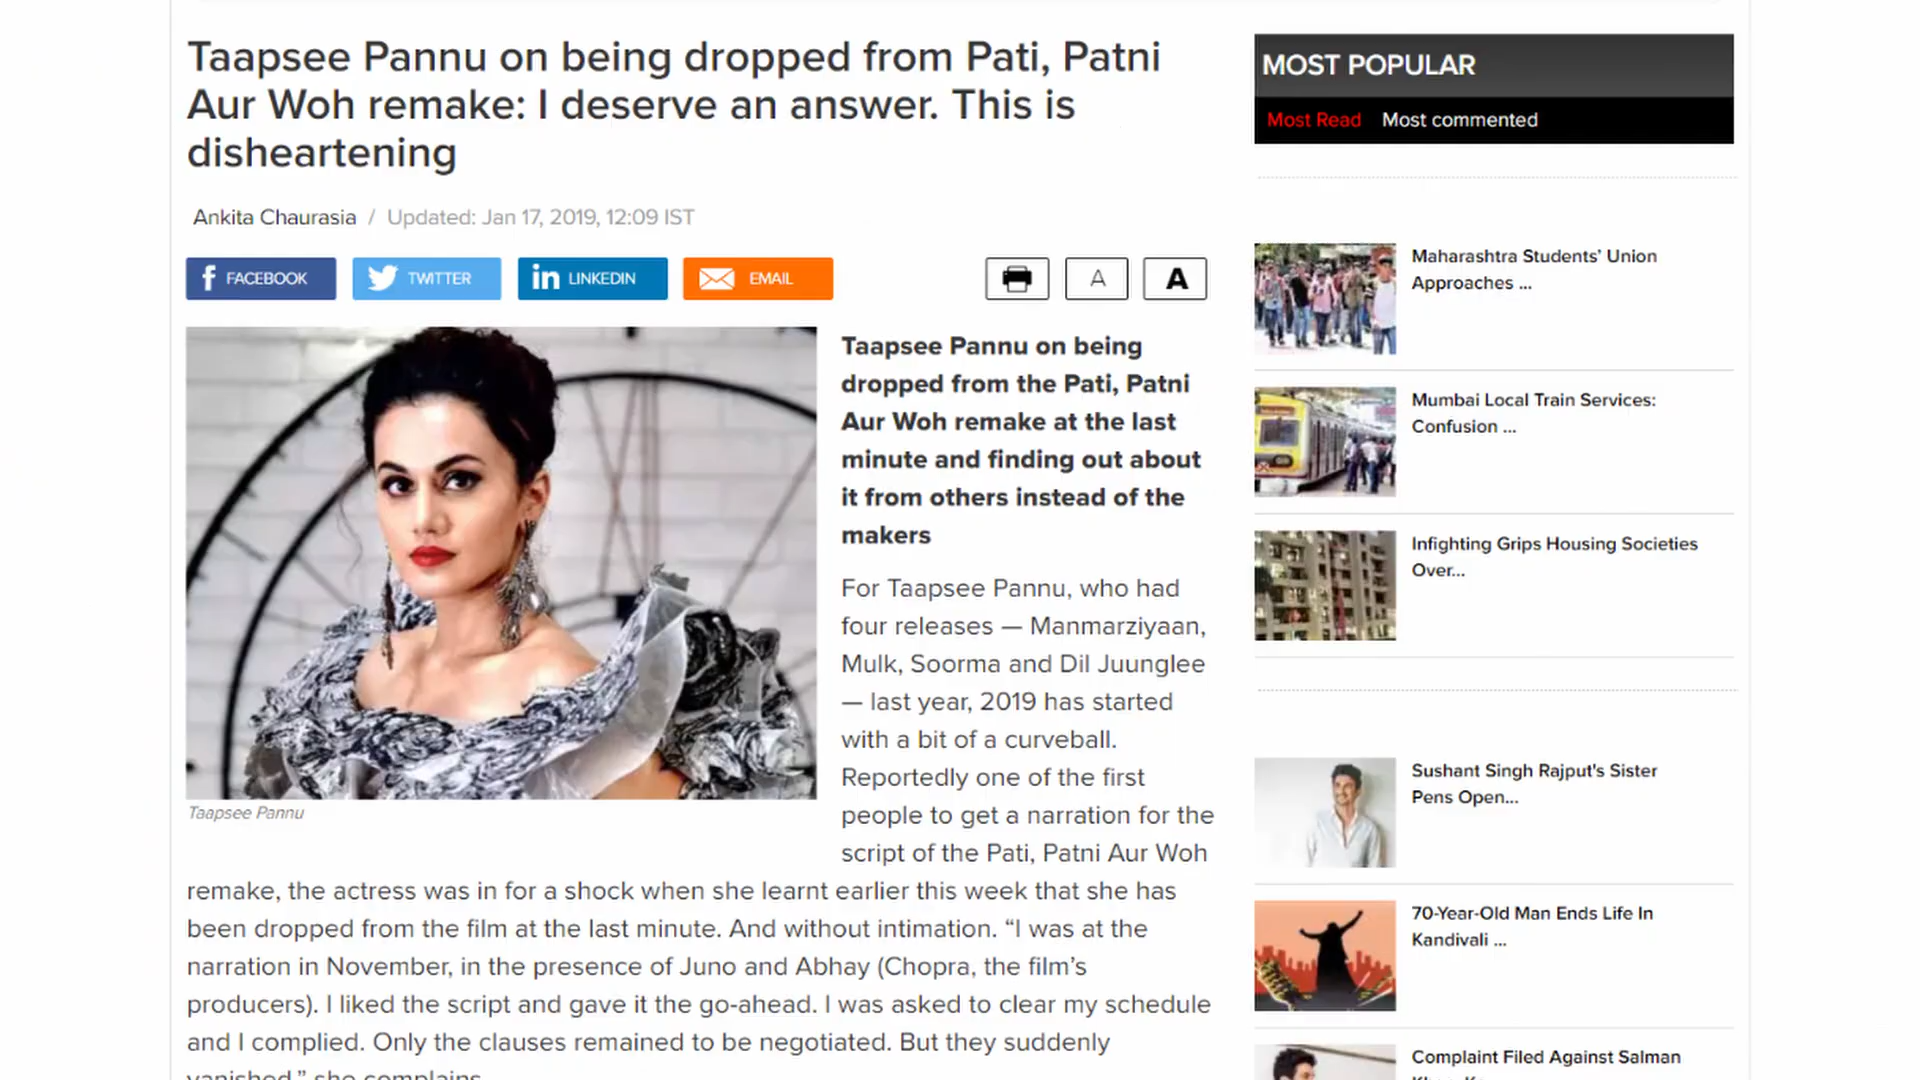 Taapsee Pannu on being dropped from Pati, Patni
Aur Woh remake: I deserve an answer. This is
disheartening
Ankita Chaurasia / Updated: Jan 17, 2019, 12:09 IST
FACEBOOK
TWITTER
LINKEDIN
EMAIL
A
A
Taapsee Pannu
Taapsee Pannu on being
dropped from the Pati, Patni
Aur Woh remake at the last
minute and finding out about
it from others instead of the
makers
For Taapsee Pannu, who had
four releases — Manmarziyaan,
Mulk, Soorma and Dil Juunglee
— last year, 2019 has started
with a bit of a curveball.
Reportedly one of the first
people to get a narration for the
script of the Pati, Patni Aur Woh
remake, the actress was in for a shock when she learnt earlier this week that she has
been dropped from the film at the last minute. And without intimation. “I was at the
narration in November, in the presence of Juno and Abhay (Chopra, the film’s
producers). I liked the script and gave it the go-ahead. I was asked to clear my schedule
and I complied. Only the clauses remained to be negotiated. But they suddenly
vanished,” she complains.
MOST POPULAR
Most Read Most commented
Maharashtra Students’ Union
Approaches ...
Mumbai Local Train Services:
Confusion ...
Infighting Grips Housing Societies
Over...
Sushant Singh Rajput's Sister
Pens Open...
70-Year-Old Man Ends Life In
Kandivali ...
Complaint Filed Against Salman